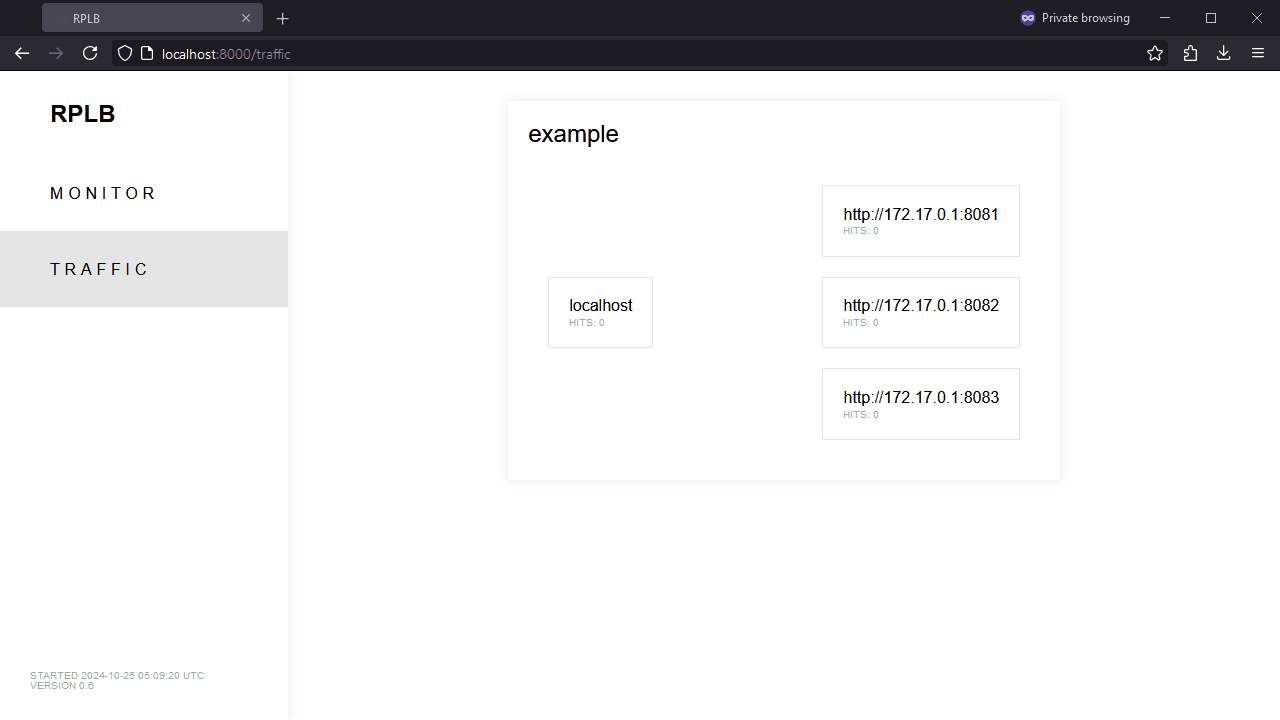 RPLB
Private browsing
localhost:8000/traffic
RPLB
MONITOR
TRAFFIC
STARTED 2024-10-25 05:09:20 UTC
VERSION 0.6
example
localhost
HITS: 0
http://172.17.0.1:8081
HITS: 0
http://172.17.0.1:8082
HITS: 0
http://172.17.0.1:8083
HITS: 0